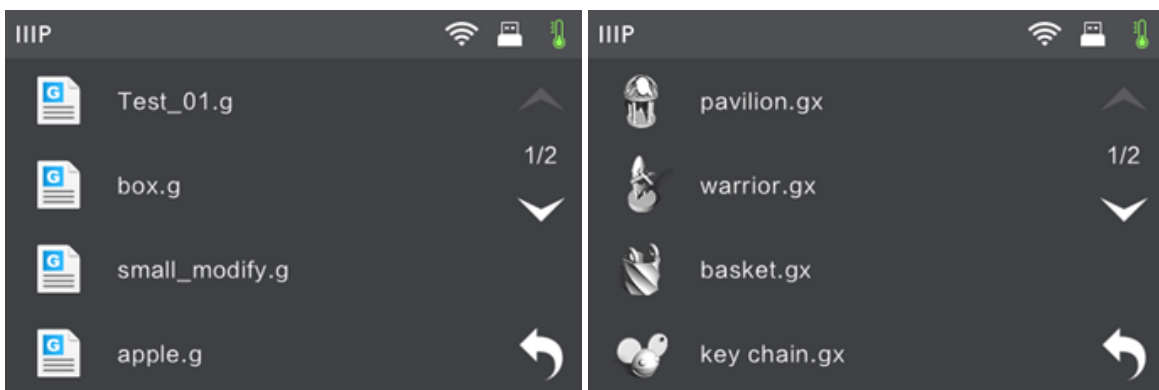 IIIP
Test_01.g
1/2
box.g
small_modify.g
apple.g
IIIP
pavilion.gx
1/2
warrior.gx
basket.gx
key chain.gx